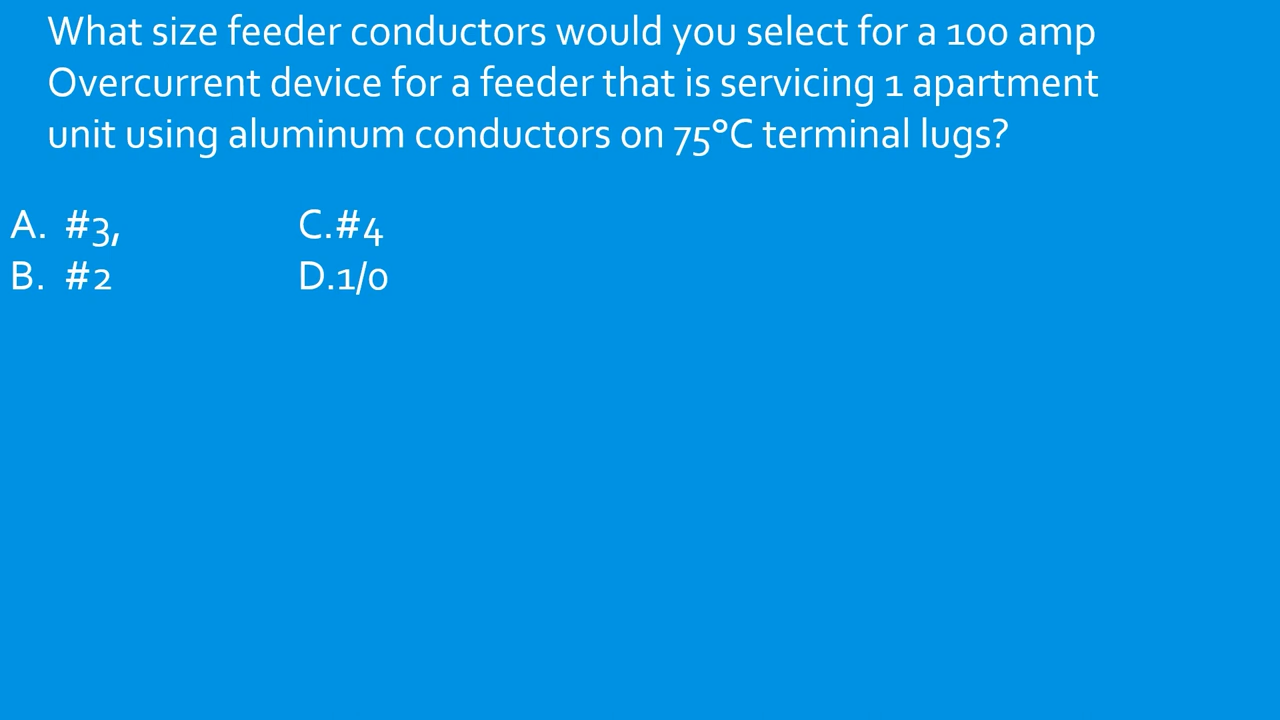 What size feeder conductors would you select for a 100 amp
Overcurrent device for a feeder that is servicing 1 apartment
unit using aluminum conductors on 75°C terminal lugs?
A. #3, C.#4
B. #2 D.1/0